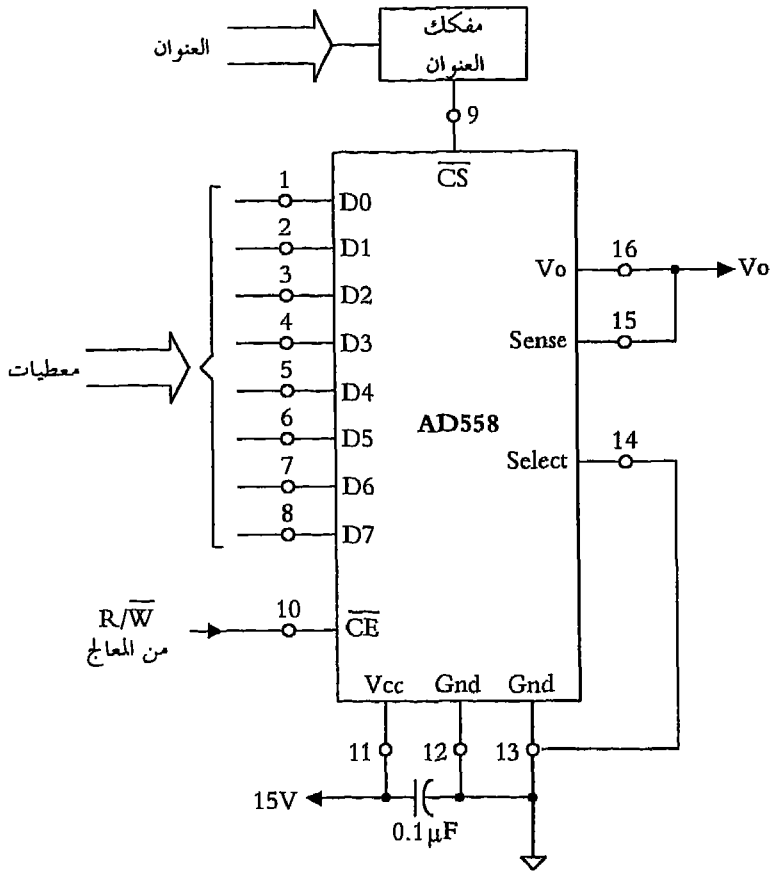 العنوان
مفكك
العنوان
9
CS
1
D0
2
D1
3
D2
4
D3
5
D4
6
D5
7
D6
8
D7
معطيات
AD558
Vo
16
Vo
Sense
15
Select
14
R/W
من المعالج
10
CE
Vcc
Gnd
Gnd
11
12
13
15V
0.1 μF